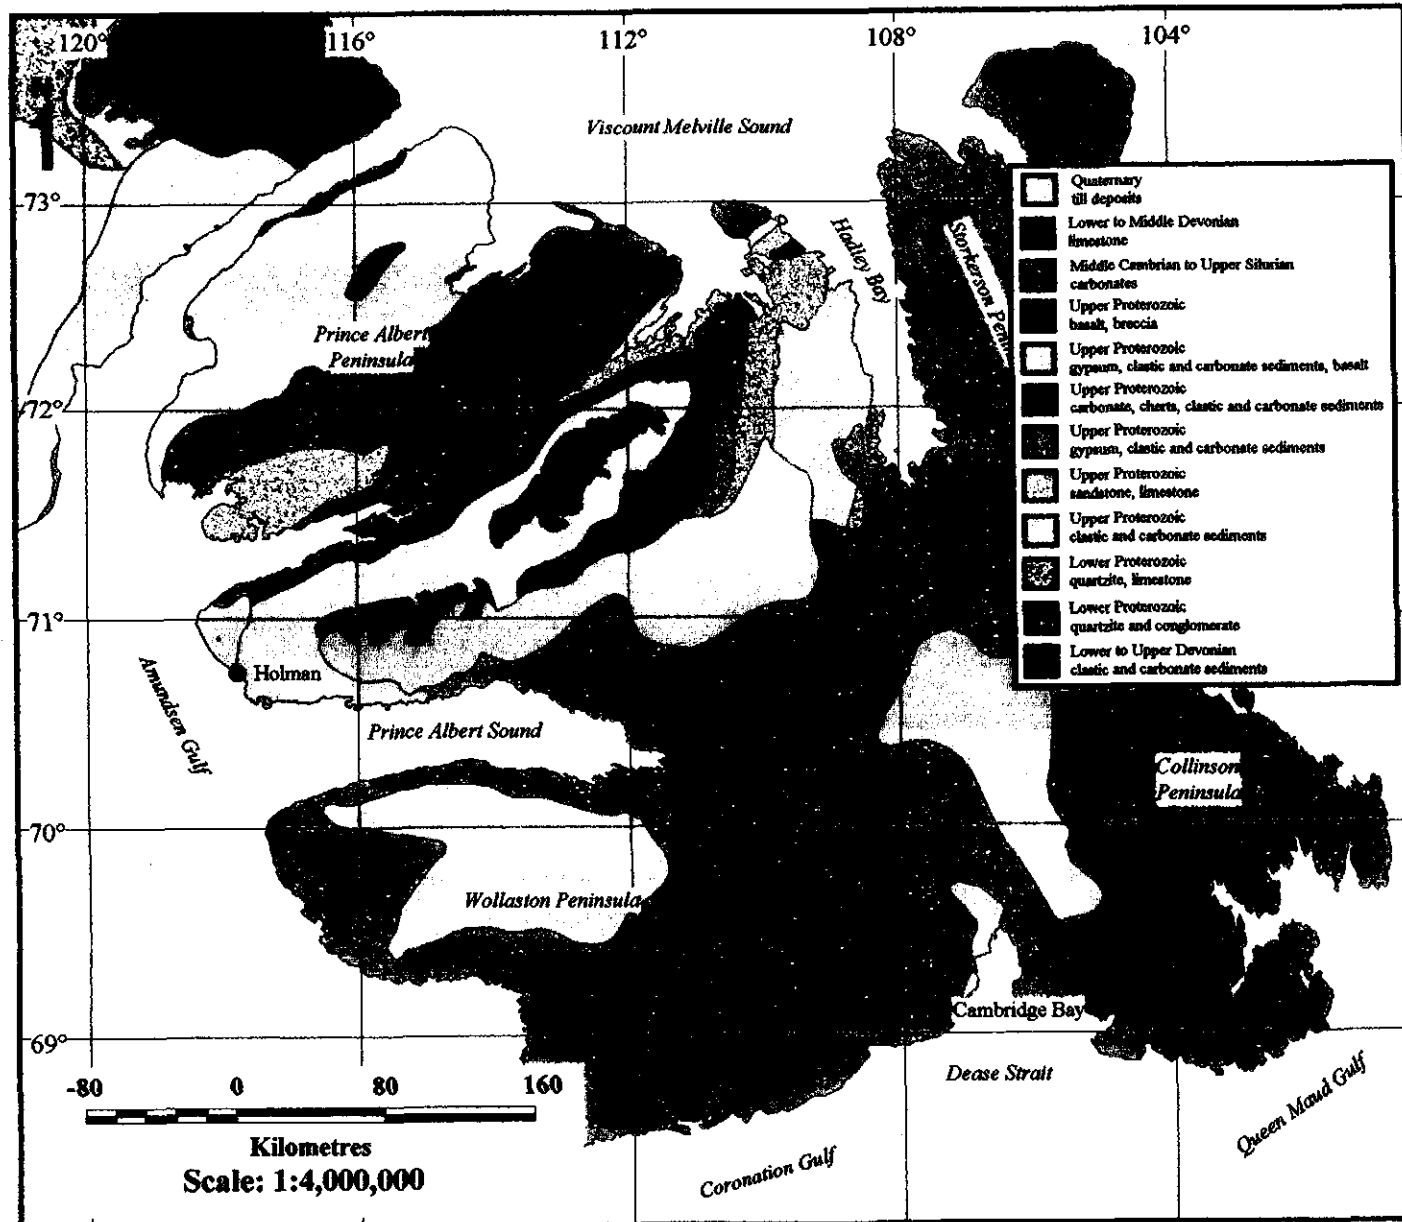 120° 116° 112° 108° 104°
Viscount Melville Sound
73°
Hadley Bay
Storkerson Penin
Quaternary
till deposits
Lower to Middle Devonian
limestone
Middle Cambrian to Upper Silurian
carbonates
Upper Proterozoic
basalt, breccia
Upper Proterozoic
gypsum, clastic and carbonate sediments, basalt
Upper Proterozoic
carbonate, cherts, clastic and carbonate sediments
Upper Proterozoic
gypsum, clastic and carbonate sediments
Upper Proterozoic
sandstone, limestone
Upper Proterozoic
clastic and carbonate sediments
Lower Proterozoic
quartzite, limestone
Lower Proterozoic
quartzite and conglomerate
Lower to Upper Devonian
clastic and carbonate sediments
Prince Albert
Peninsula
72°
71°
Holman
Amundsen Gulf
Prince Albert Sound
Collinson
Peninsula
70°
Wollaston Peninsula
Cambridge Bay
69°
Dease Strait
Queen Maud Gulf
Coronation Gulf
-80 0 80 160
Kilometres
Scale: 1:4,000,000